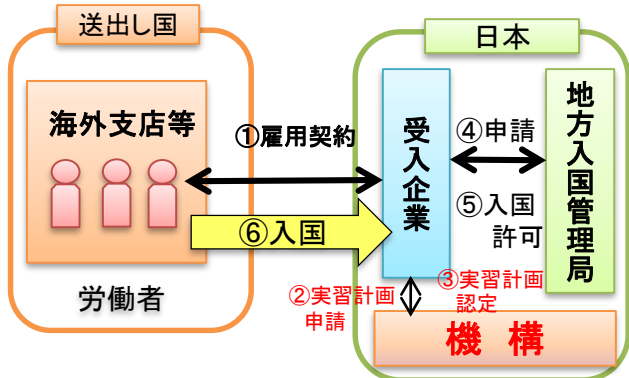 送出し国
日本
海外支店等
①雇用契約
受入企業
④申請
地方入国管理局
⑤入国
許可
⑥入国
労働者
②実習計画
申請
③実習計画
認定
機 構